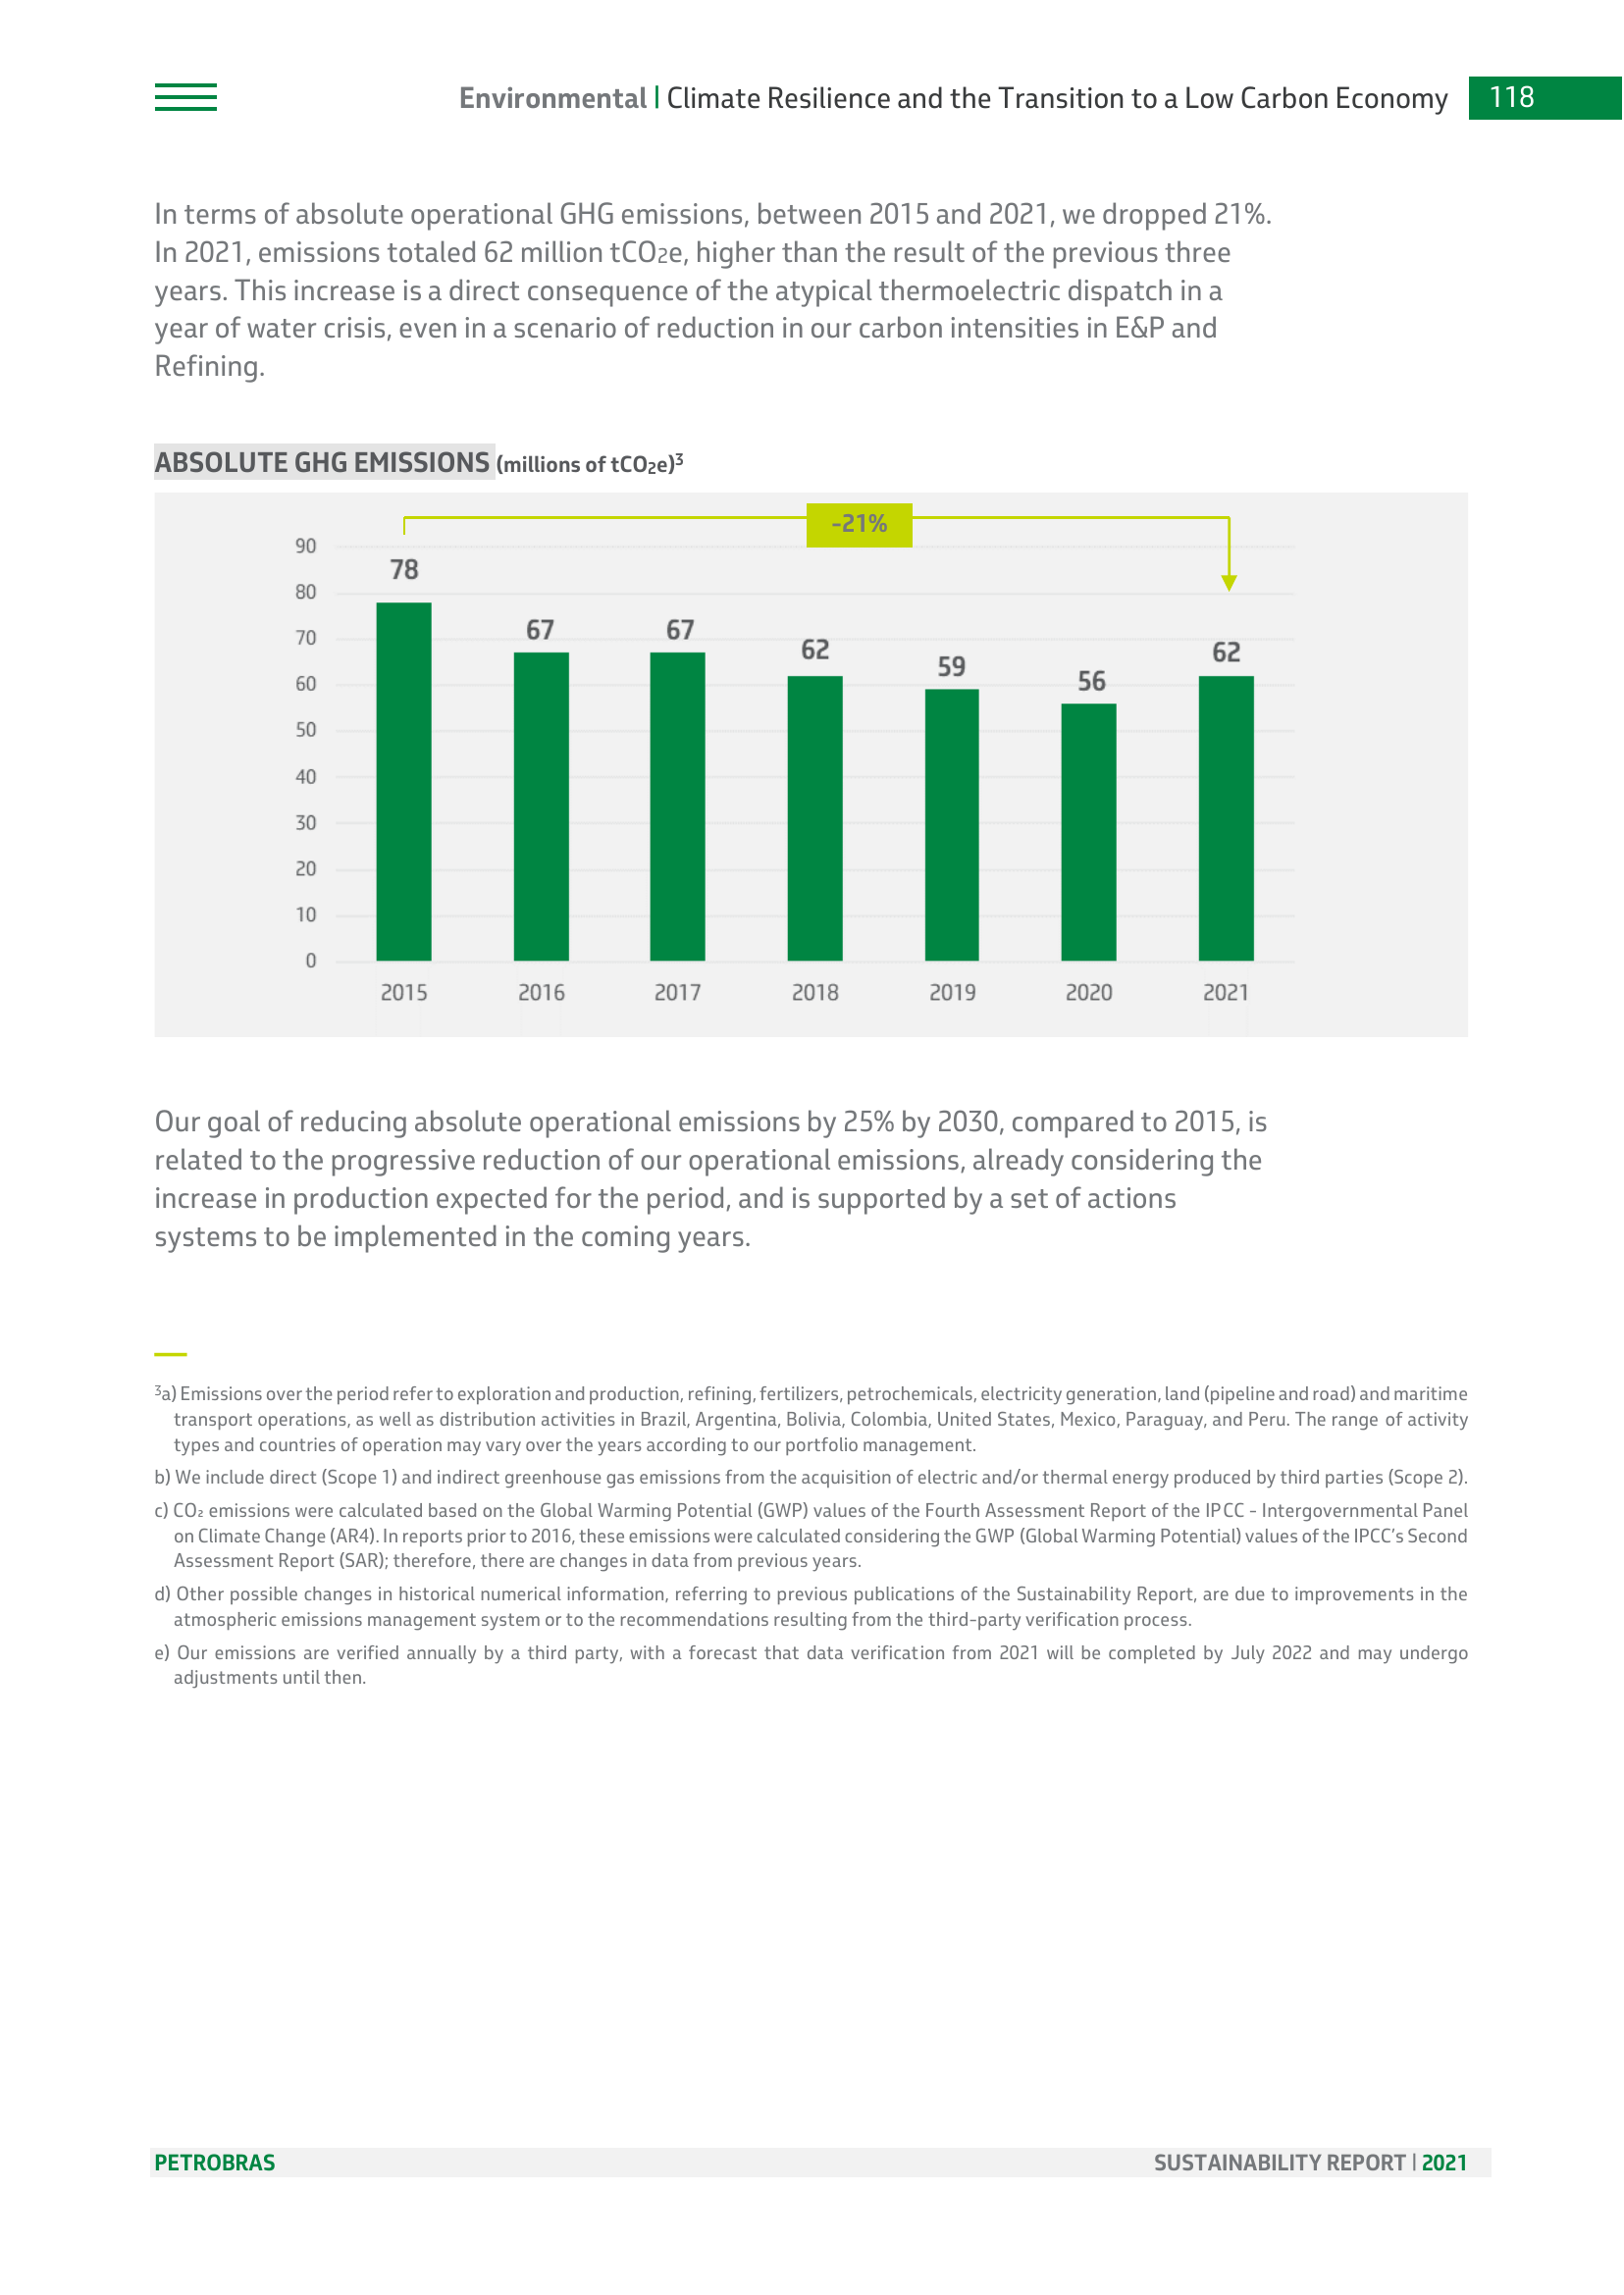 Environmental | Climate Resilience and the Transition to a Low Carbon Economy 118
In terms of absolute operational GHG emissions, between 2015 and 2021, we dropped 21%.
In 2021, emissions totaled 62 million tCO₂e, higher than the result of the previous three
years. This increase is a direct consequence of the atypical thermoelectric dispatch in a
year of water crisis, even in a scenario of reduction in our carbon intensities in E&P and
Refining.
ABSOLUTE GHG EMISSIONS (millions of tCO₂e)³
-21%
90
80
70
60
50
40
30
20
10
0
78
67
67
62
59
56
62
2015 2016 2017 2018 2019 2020 2021
Our goal of reducing absolute operational emissions by 25% by 2030, compared to 2015, is
related to the progressive reduction of our operational emissions, already considering the
increase in production expected for the period, and is supported by a set of actions
systems to be implemented in the coming years.
³a) Emissions over the period refer to exploration and production, refining, fertilizers, petrochemicals, electricity generation, land (pipeline and road) and maritime
transport operations, as well as distribution activities in Brazil, Argentina, Bolivia, Colombia, United States, Mexico, Paraguay, and Peru. The range of activity
types and countries of operation may vary over the years according to our portfolio management.
b) We include direct (Scope 1) and indirect greenhouse gas emissions from the acquisition of electric and/or thermal energy produced by third parties (Scope 2).
c) CO₂ emissions were calculated based on the Global Warming Potential (GWP) values of the Fourth Assessment Report of the IPCC - Intergovernmental Panel
on Climate Change (AR4). In reports prior to 2016, these emissions were calculated considering the GWP (Global Warming Potential) values of the IPCC’s Second
Assessment Report (SAR); therefore, there are changes in data from previous years.
d) Other possible changes in historical numerical information, referring to previous publications of the Sustainability Report, are due to improvements in the
atmospheric emissions management system or to the recommendations resulting from the third-party verification process.
e) Our emissions are verified annually by a third party, with a forecast that data verification from 2021 will be completed by July 2022 and may undergo
adjustments until then.
PETROBRAS SUSTAINABILITY REPORT | 2021